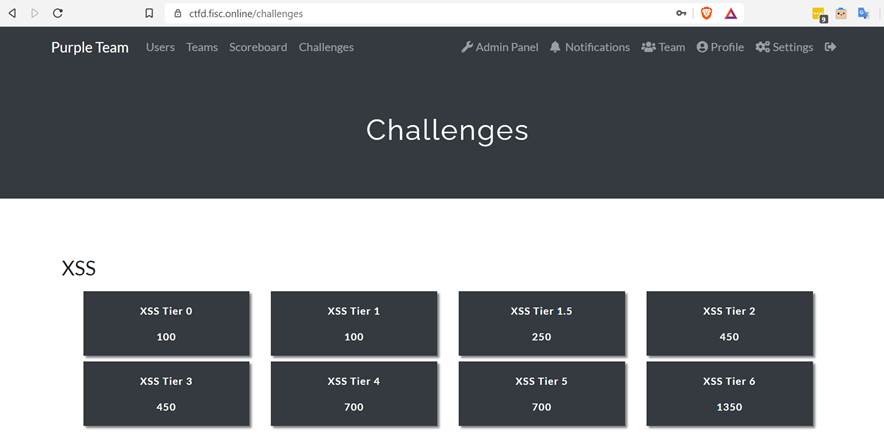 ctfd.fisc.online/challenges
9
Purple Team Users Teams Scoreboard Challenges Admin Panel Notifications Team Profile Settings
Challenges
XSS
XSS Tier 0 XSS Tier 1 XSS Tier 1.5 XSS Tier 2
100 100 250 450
XSS Tier 3 XSS Tier 4 XSS Tier 5 XSS Tier 6
450 700 700 1350